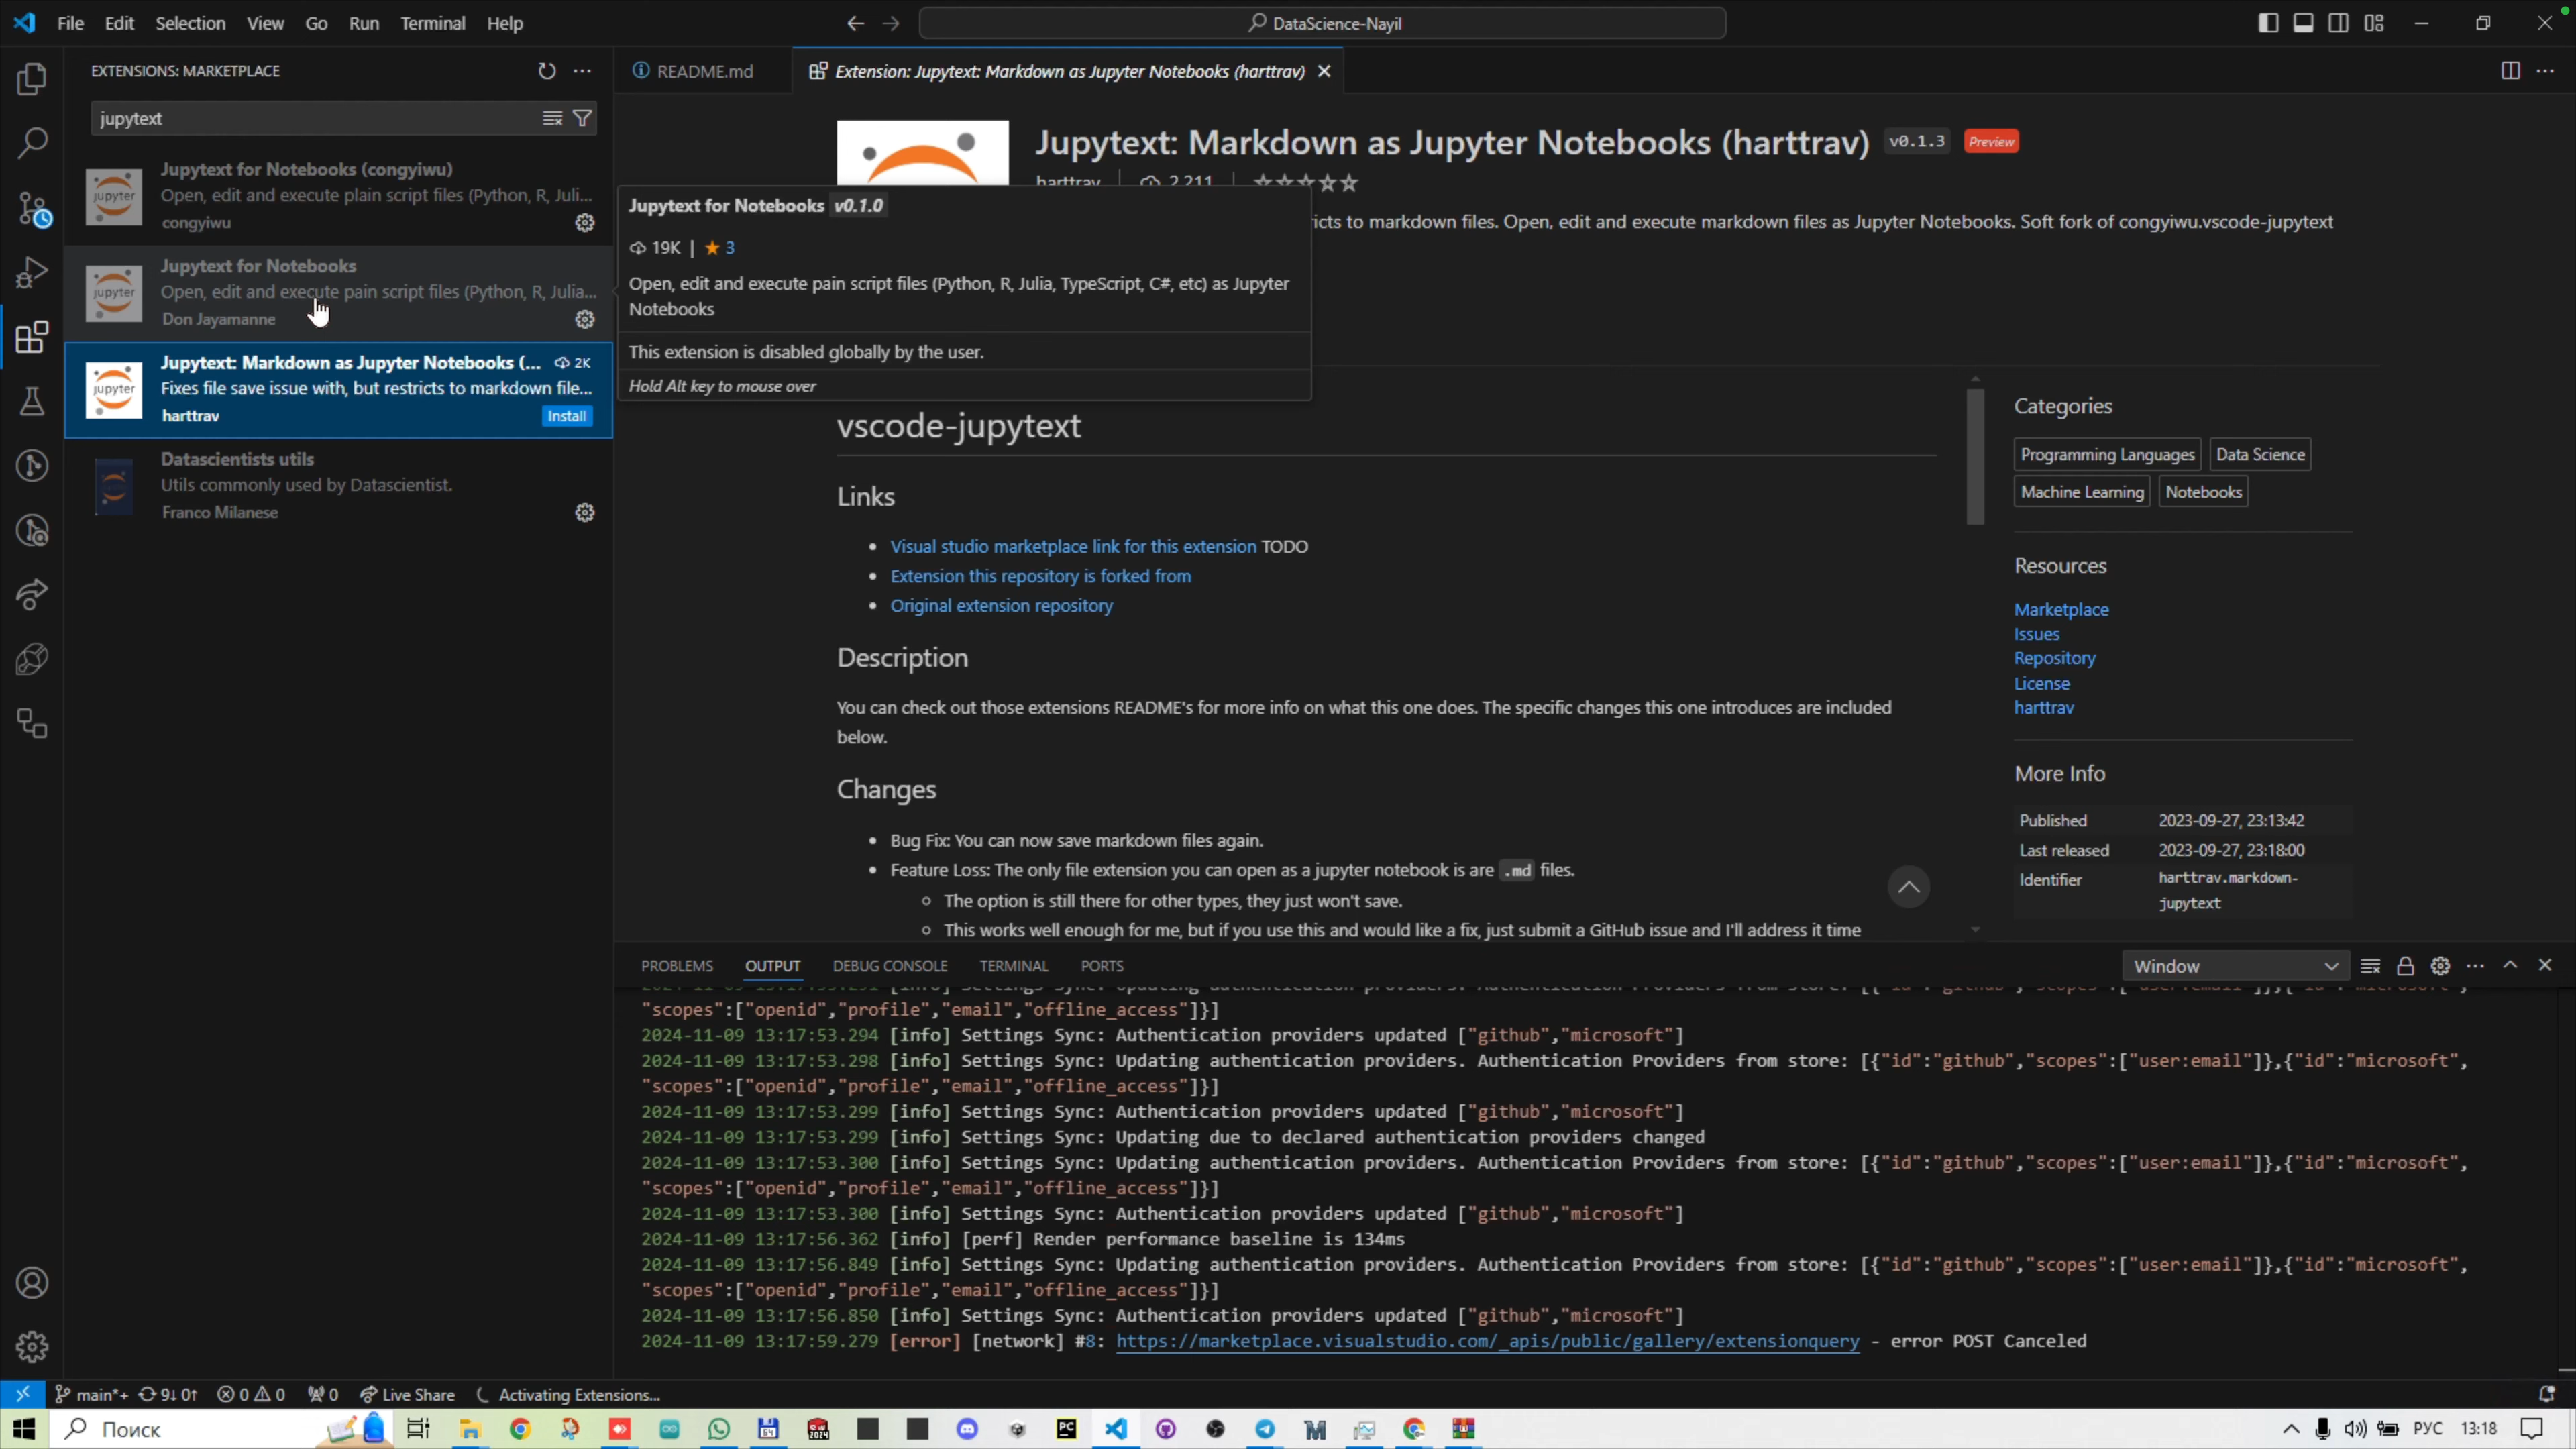 File Edit Selection View Go Run Terminal Help
DataScience-Nayil
EXTENSIONS: MARKETPLACE
jupytext
Jupytext for Notebooks (congyiwu)
Open, edit and execute plain script files (Python, R, Juli...
congyiwu
Jupytext for Notebooks
Open, edit and execute pain script files (Python, R, Julia...
Don Jayamanne
Jupytext: Markdown as Jupyter Notebooks (... 2K
Fixes file save issue with, but restricts to markdown file...
harttrav Install
Datascientists utils
Utils commonly used by Datascientist.
Franco Milanese
jupyter
jupyter
jupyter
README.md
Extension: Jupytext: Markdown as Jupyter Notebooks (harttrav)
Jupytext: Markdown as Jupyter Notebooks (harttrav) v0.1.3 Preview
harttrav | 2,211 |
icts to markdown files. Open, edit and execute markdown files as Jupyter Notebooks. Soft fork of congyiwu.vscode-jupytext
Jupytext for Notebooks v0.1.0
19K | ★ 3
Open, edit and execute pain script files (Python, R, Julia, TypeScript, C#, etc) as Jupyter
Notebooks
This extension is disabled globally by the user.
Hold Alt key to mouse over
vscode-jupytext
Links
• Visual studio marketplace link for this extension TODO
• Extension this repository is forked from
• Original extension repository
Description
You can check out those extensions README's for more info on what this one does. The specific changes this one introduces are included
below.
Changes
• Bug Fix: You can now save markdown files again.
• Feature Loss: The only file extension you can open as a jupyter notebook is are .md files.
The option is still there for other types, they just won't save.
This works well enough for me, but if you use this and would like a fix, just submit a GitHub issue and I'll address it time
Categories
Programming Languages Data Science
Machine Learning Notebooks
Resources
Marketplace
Issues
Repository
License
harttrav
More Info
Published 2023-09-27, 23:13:42
Last released 2023-09-27, 23:18:00
Identifier harttrav.markdown-
jupytext
PROBLEMS OUTPUT DEBUG CONSOLE TERMINAL PORTS
Window
"scopes":["openid","profile","email","offline_access"]}]
2024-11-09 13:17:53.294 [info] Settings Sync: Authentication providers updated ["github","microsoft"]
2024-11-09 13:17:53.298 [info] Settings Sync: Updating authentication providers. Authentication Providers from store: [{"id":"github","scopes":["user:email"]},{"id":"microsoft",
"scopes":["openid","profile","email","offline_access"]}]
2024-11-09 13:17:53.299 [info] Settings Sync: Authentication providers updated ["github","microsoft"]
2024-11-09 13:17:53.299 [info] Settings Sync: Updating due to declared authentication providers changed
2024-11-09 13:17:53.300 [info] Settings Sync: Updating authentication providers. Authentication Providers from store: [{"id":"github","scopes":["user:email"]},{"id":"microsoft",
"scopes":["openid","profile","email","offline_access"]}]
2024-11-09 13:17:53.300 [info] Settings Sync: Authentication providers updated ["github","microsoft"]
2024-11-09 13:17:56.362 [info] [perf] Render performance baseline is 134ms
2024-11-09 13:17:56.849 [info] Settings Sync: Updating authentication providers. Authentication Providers from store: [{"id":"github","scopes":["user:email"]},{"id":"microsoft",
"scopes":["openid","profile","email","offline_access"]}]
2024-11-09 13:17:56.850 [info] Settings Sync: Authentication providers updated ["github","microsoft"]
2024-11-09 13:17:59.279 [error] [network] #8: https://marketplace.visualstudio.com/_apis/public/gallery/extensionquery - error POST Canceled
main*+ 9↓ 0↑ 0 0 0 Live Share Activating Extensions...
Поиск
РУС 13:18